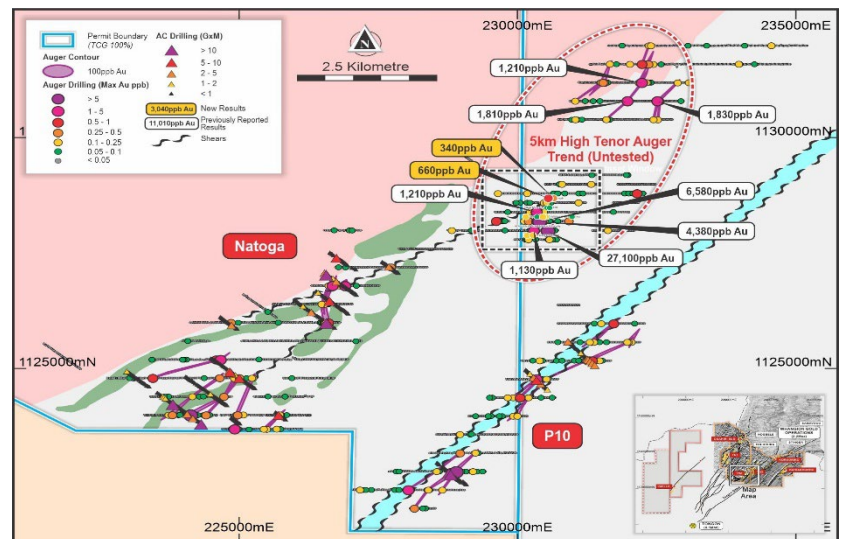 230000mE
235000mE
Permit Boundary
(TCG 100%)
Auger Contour
100ppb Au
Auger Drilling (Max Au ppb)
> 5
1 - 5
0.5 - 1
0.25 - 0.5
0.1 - 0.25
0.05 - 0.1
< 0.05
AC Drilling (GxM)
> 10
5 - 10
2 - 5
1 - 2
< 1
3,040ppb Au
New Results
11,010ppb Au
Previously Reported
Results
Shears
N
2.5 Kilometre
1,210ppb Au
1,810ppb Au
1,830ppb Au
1
1130000mN
5km High Tenor Auger
Trend (Untested)
340ppb Au
660ppb Au
1,210ppb Au
6,580ppb Au
4,380ppb Au
27,100ppb Au
1,130ppb Au
Natoga
1125000mN
1125000mN
P10
225000mE
230000mE
Map
Area